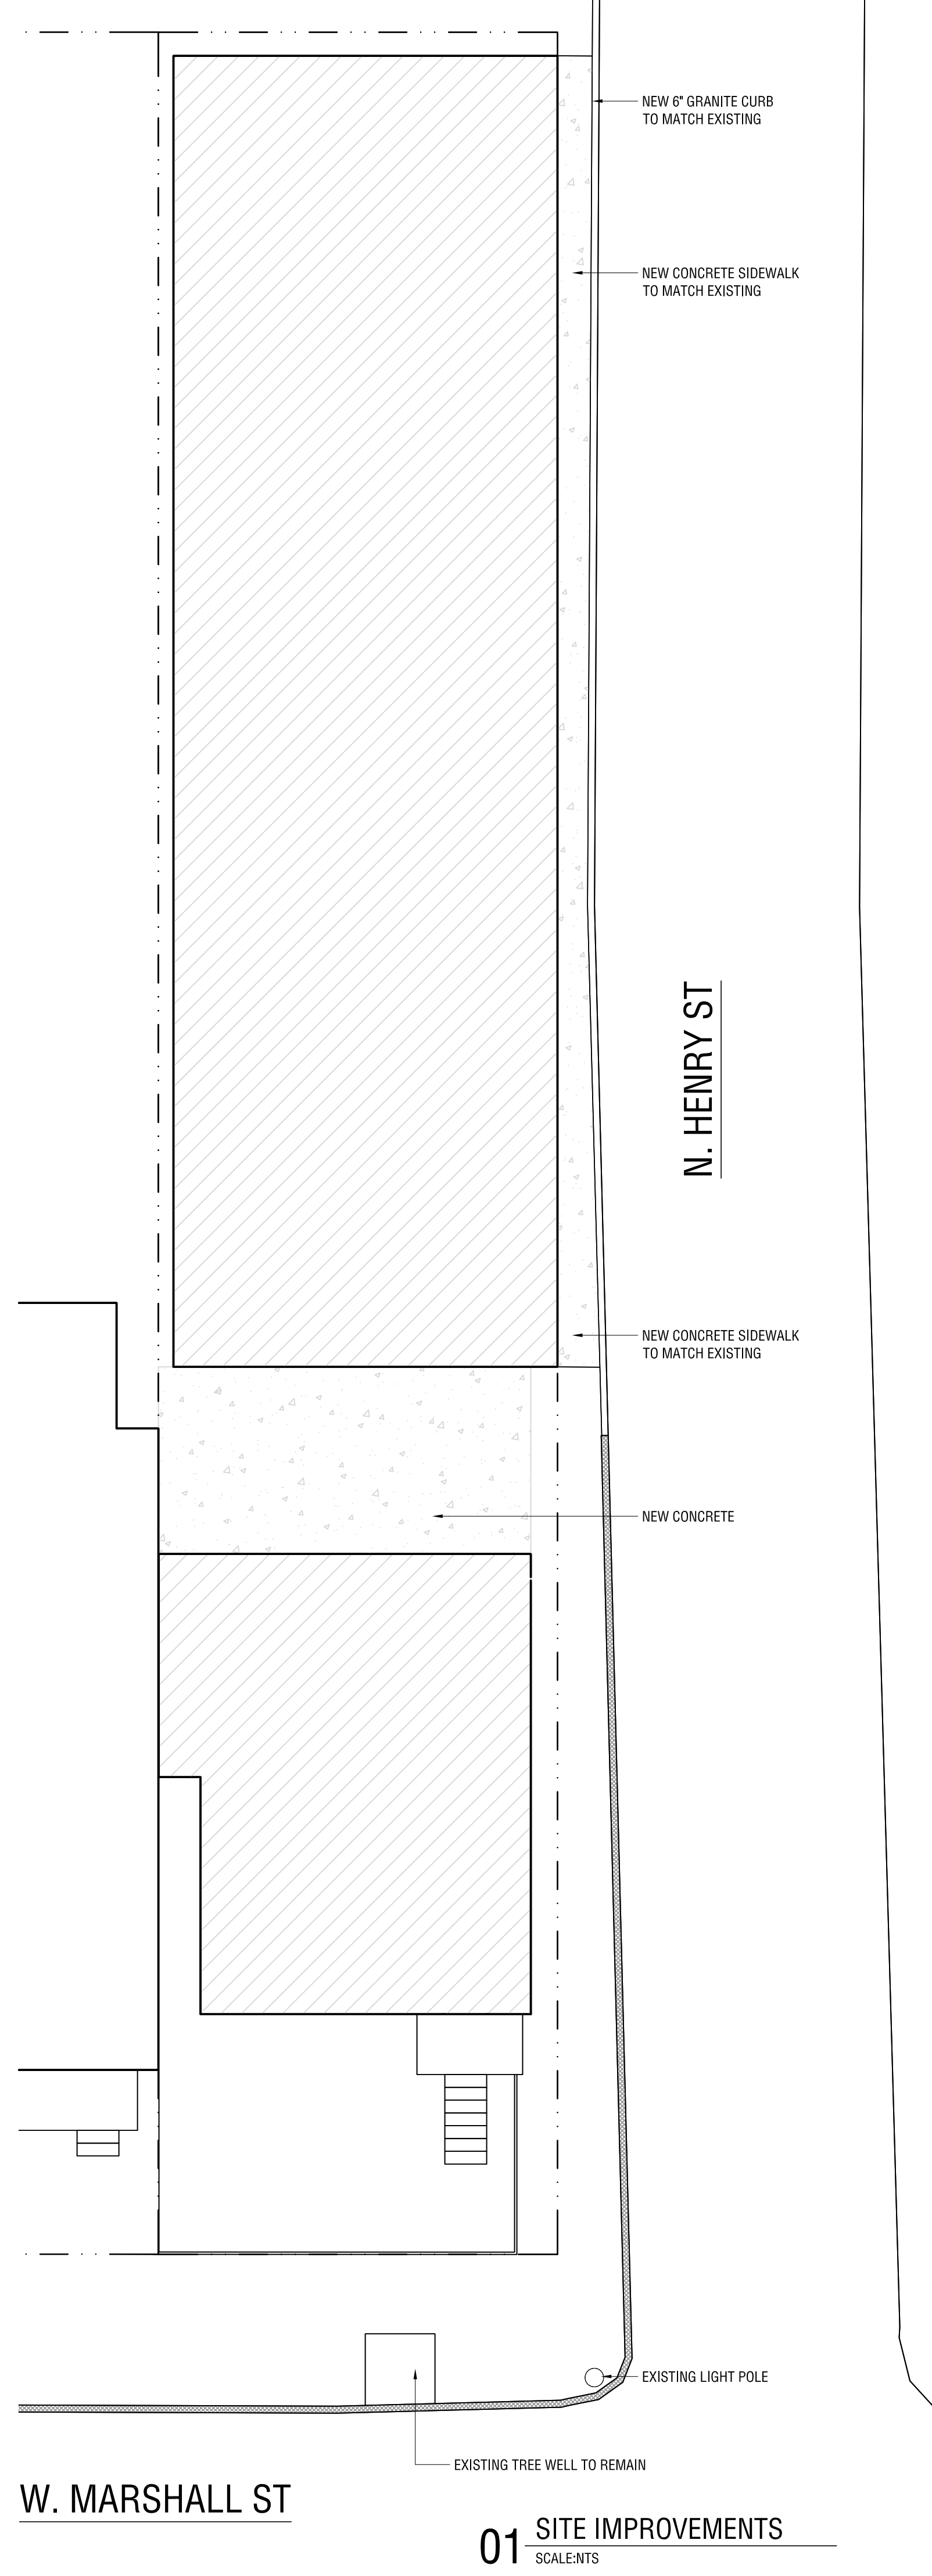 NEW 6" GRANITE CURB
TO MATCH EXISTING
NEW CONCRETE SIDEWALK
TO MATCH EXISTING
N. HENRY ST
NEW CONCRETE SIDEWALK
TO MATCH EXISTING
NEW CONCRETE
EXISTING LIGHT POLE
EXISTING TREE WELL TO REMAIN
W. MARSHALL ST
01 SITE IMPROVEMENTS
SCALE:NTS